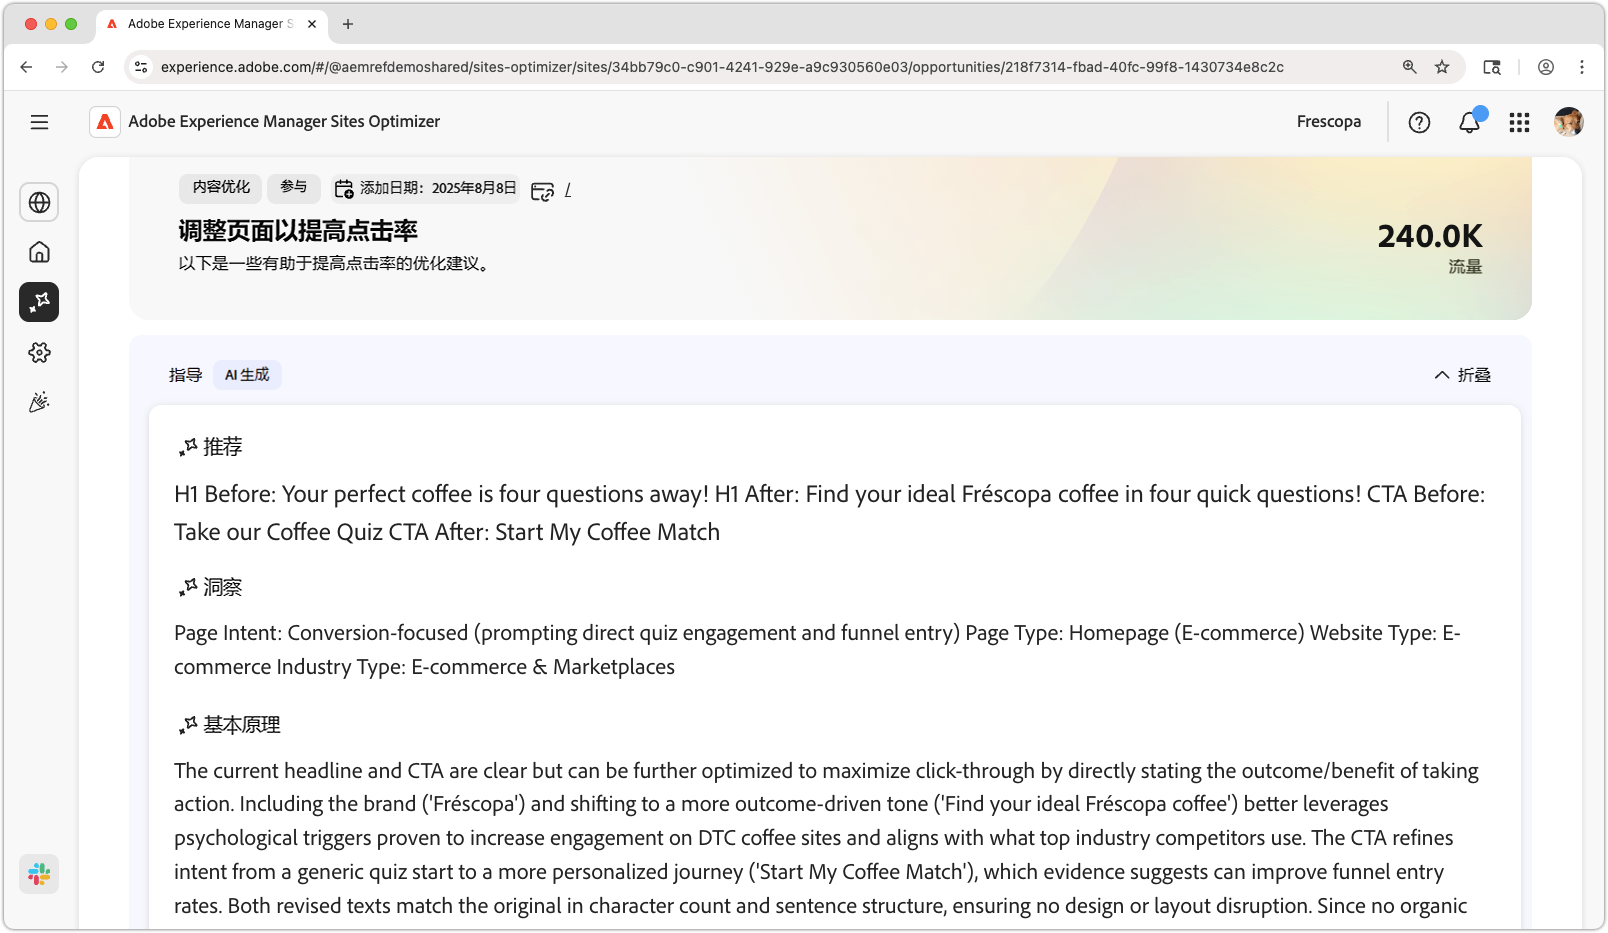 Adobe Experience Manager S
experience.adobe.com/#/@aemrefdemoshared/sites-optimizer/sites/34bb79c0-c901-4241-929e-a9c930560e03/opportunities/218f7314-fbad-40fc-99f8-1430734e8c2c
Adobe Experience Manager Sites Optimizer
Frescopa
内容优化
参与
添加日期：2025年8月8日
/
调整页面以提高点击率
以下是一些有助于提高点击率的优化建议。
240.0K
流量
指导
AI 生成
折叠
推荐
H1 Before: Your perfect coffee is four questions away! H1 After: Find your ideal Fréscopa coffee in four quick questions! CTA Before:
Take our Coffee Quiz CTA After: Start My Coffee Match
洞察
Page Intent: Conversion-focused (prompting direct quiz engagement and funnel entry) Page Type: Homepage (E-commerce) Website Type: E-
commerce Industry Type: E-commerce & Marketplaces
基本原理
The current headline and CTA are clear but can be further optimized to maximize click-through by directly stating the outcome/benefit of taking
action. Including the brand ('Fréscopa') and shifting to a more outcome-driven tone ('Find your ideal Fréscopa coffee') better leverages
psychological triggers proven to increase engagement on DTC coffee sites and aligns with what top industry competitors use. The CTA refines
intent from a generic quiz start to a more personalized journey ('Start My Coffee Match'), which evidence suggests can improve funnel entry
rates. Both revised texts match the original in character count and sentence structure, ensuring no design or layout disruption. Since no organic